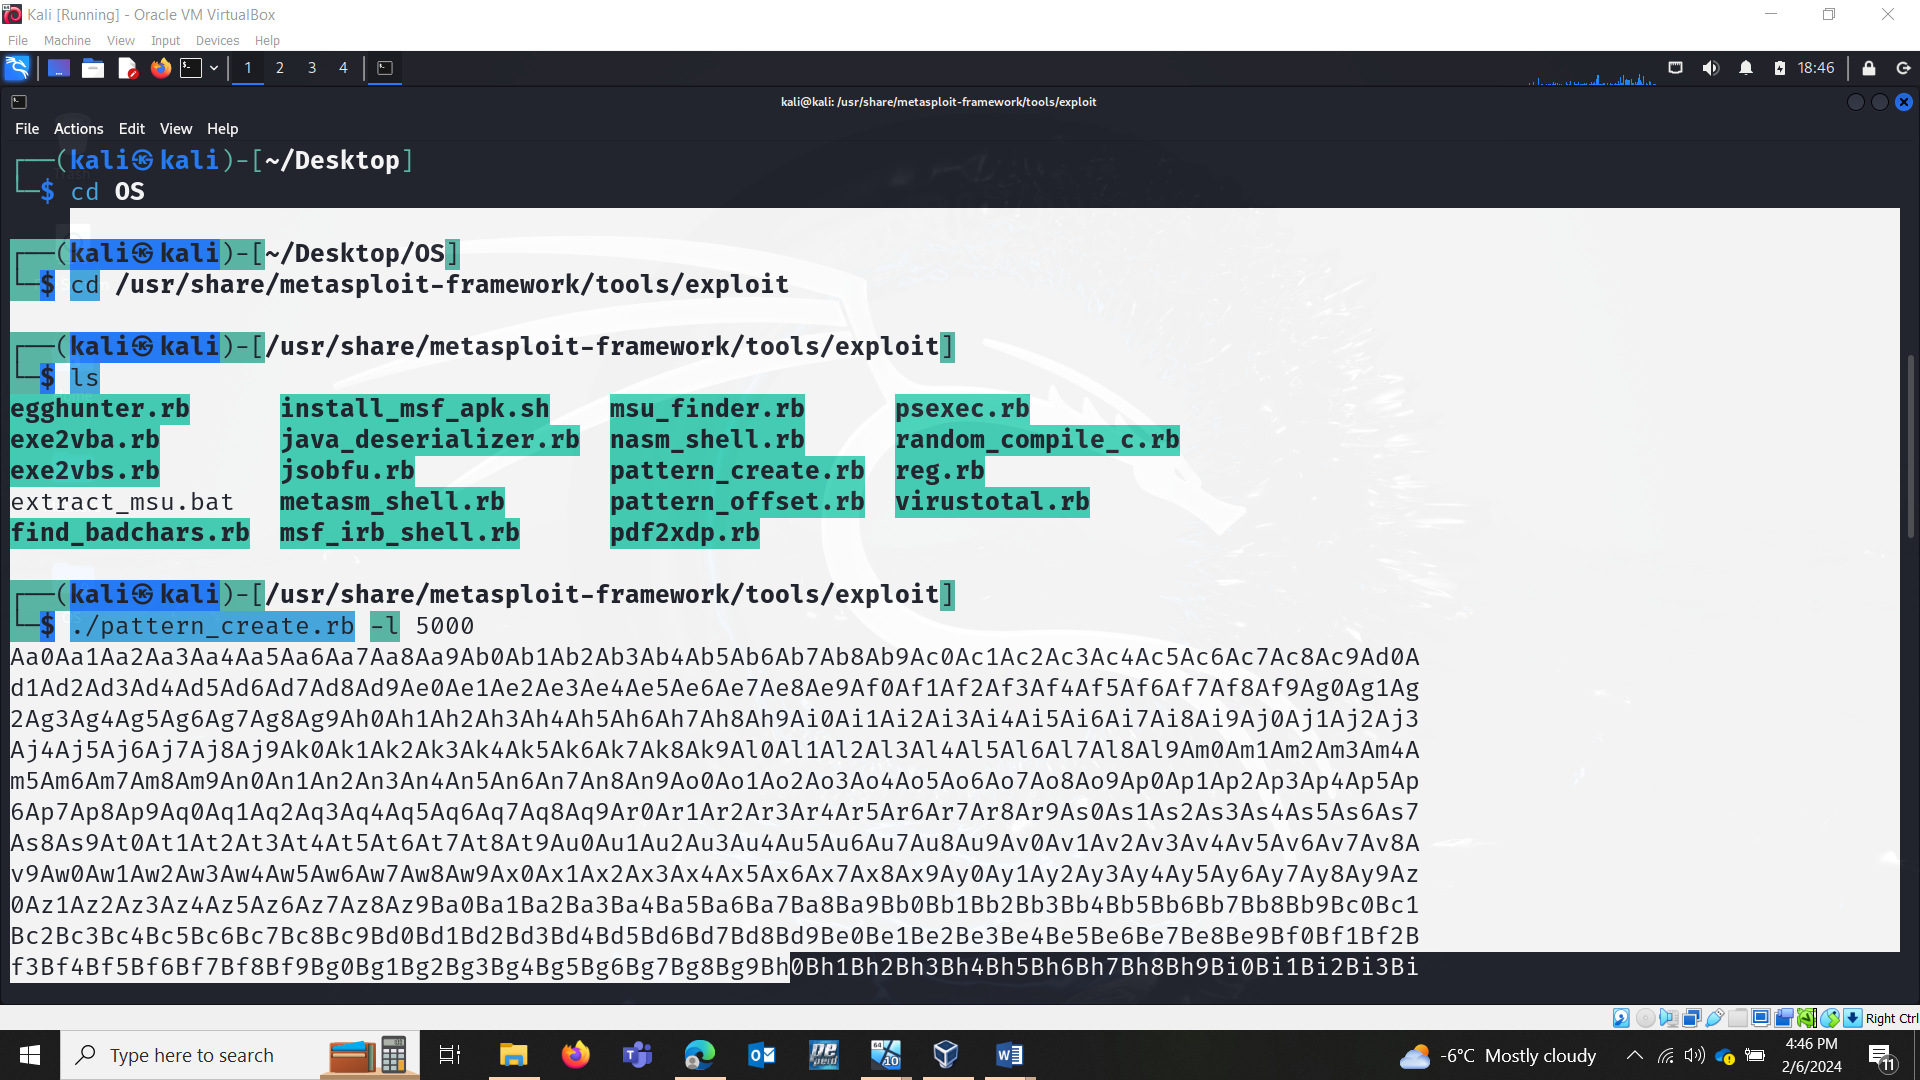 Kali [Running] - Oracle VM VirtualBox
File Machine View Input Devices Help
1 2 3 4 18:46
kali@kali: /usr/share/metasploit-framework/tools/exploit
File Actions Edit View Help
(kali㉿kali)-[~/Desktop]
$ cd OS
(kali㉿kali)-[~/Desktop/OS]
$ cd /usr/share/metasploit-framework/tools/exploit
(kali㉿kali)-[/usr/share/metasploit-framework/tools/exploit]
$ ls
egghunter.rb install_msf_apk.sh msu_finder.rb psexec.rb
exe2vba.rb java_deserializer.rb nasm_shell.rb random_compile_c.rb
exe2vbs.rb jsobfu.rb pattern_create.rb reg.rb
extract_msu.bat metasm_shell.rb pattern_offset.rb virustotal.rb
find_badchars.rb msf_irb_shell.rb pdf2xdp.rb
(kali㉿kali)-[/usr/share/metasploit-framework/tools/exploit]
$ ./pattern_create.rb -l 5000
Aa0Aa1Aa2Aa3Aa4Aa5Aa6Aa7Aa8Aa9Ab0Ab1Ab2Ab3Ab4Ab5Ab6Ab7Ab8Ab9Ac0Ac1Ac2Ac3Ac4Ac5Ac6Ac7Ac8Ac9Ad0A
d1Ad2Ad3Ad4Ad5Ad6Ad7Ad8Ad9Ae0Ae1Ae2Ae3Ae4Ae5Ae6Ae7Ae8Ae9Af0Af1Af2Af3Af4Af5Af6Af7Af8Af9Ag0Ag1Ag
2Ag3Ag4Ag5Ag6Ag7Ag8Ag9Ah0Ah1Ah2Ah3Ah4Ah5Ah6Ah7Ah8Ah9Ai0Ai1Ai2Ai3Ai4Ai5Ai6Ai7Ai8Ai9Aj0Aj1Aj2Aj3
Aj4Aj5Aj6Aj7Aj8Aj9Ak0Ak1Ak2Ak3Ak4Ak5Ak6Ak7Ak8Ak9Al0Al1Al2Al3Al4Al5Al6Al7Al8Al9Am0Am1Am2Am3Am4A
m5Am6Am7Am8Am9An0An1An2An3An4An5An6An7An8An9Ao0Ao1Ao2Ao3Ao4Ao5Ao6Ao7Ao8Ao9Ap0Ap1Ap2Ap3Ap4Ap5Ap
6Ap7Ap8Ap9Aq0Aq1Aq2Aq3Aq4Aq5Aq6Aq7Aq8Aq9Ar0Ar1Ar2Ar3Ar4Ar5Ar6Ar7Ar8Ar9As0As1As2As3As4As5As6As7
As8As9At0At1At2At3At4At5At6At7At8At9Au0Au1Au2Au3Au4Au5Au6Au7Au8Au9Av0Av1Av2Av3Av4Av5Av6Av7Av8A
v9Aw0Aw1Aw2Aw3Aw4Aw5Aw6Aw7Aw8Aw9Ax0Ax1Ax2Ax3Ax4Ax5Ax6Ax7Ax8Ax9Ay0Ay1Ay2Ay3Ay4Ay5Ay6Ay7Ay8Ay9Az
0Az1Az2Az3Az4Az5Az6Az7Az8Az9Ba0Ba1Ba2Ba3Ba4Ba5Ba6Ba7Ba8Ba9Bb0Bb1Bb2Bb3Bb4Bb5Bb6Bb7Bb8Bb9Bc0Bc1
Bc2Bc3Bc4Bc5Bc6Bc7Bc8Bc9Bd0Bd1Bd2Bd3Bd4Bd5Bd6Bd7Bd8Bd9Be0Be1Be2Be3Be4Be5Be6Be7Be8Be9Bf0Bf1Bf2B
f3Bf4Bf5Bf6Bf7Bf8Bf9Bg0Bg1Bg2Bg3Bg4Bg5Bg6Bg7Bg8Bg9Bh0Bh1Bh2Bh3Bh4Bh5Bh6Bh7Bh8Bh9Bi0Bi1Bi2Bi3Bi
Right Ctrl
Type here to search
-6°C Mostly cloudy
4:46 PM
2/6/2024
11